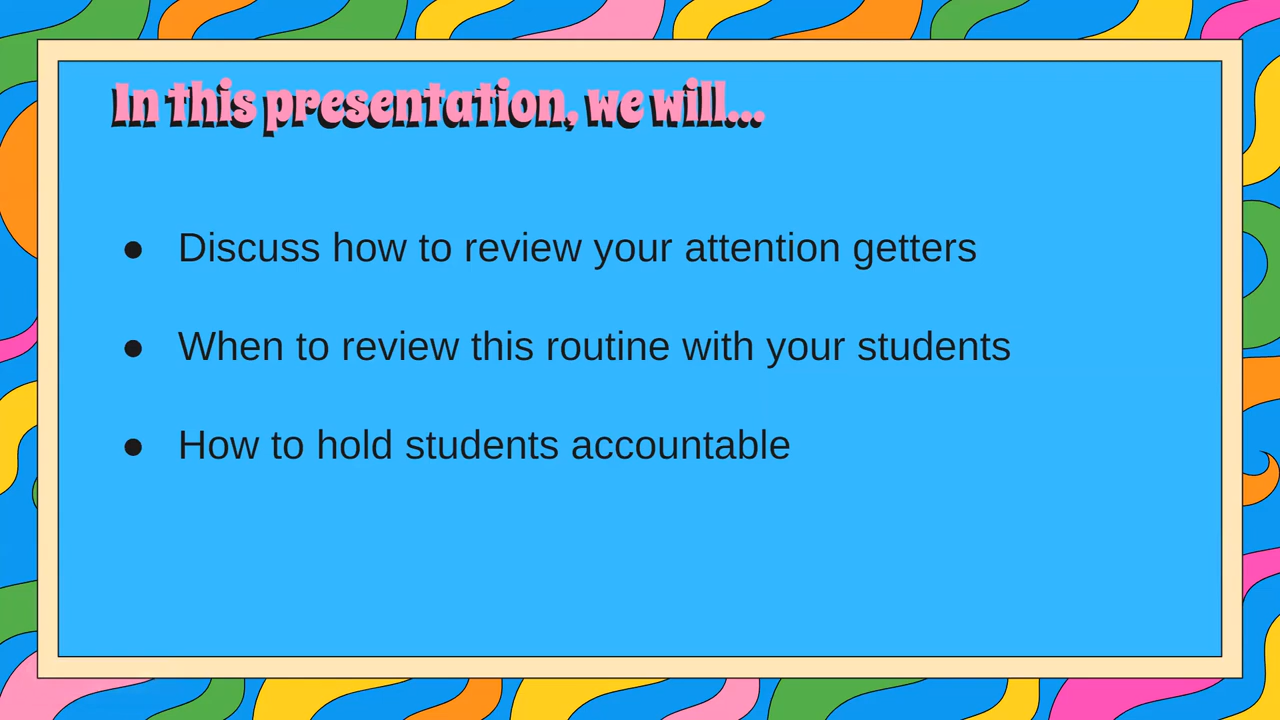 In this presentation, we will...
● Discuss how to review your attention getters
● When to review this routine with your students
● How to hold students accountable